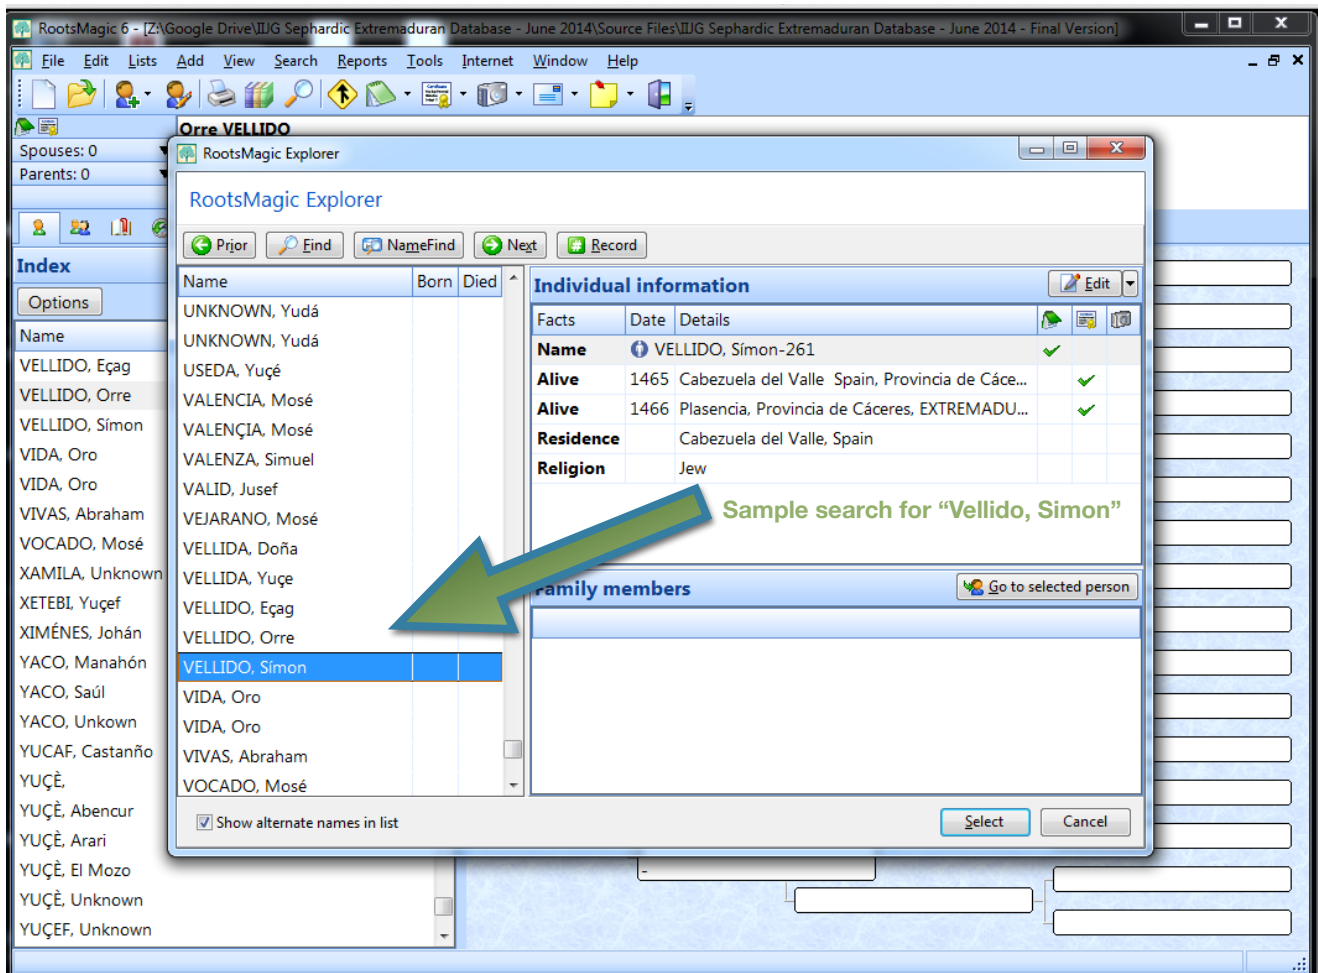 RootsMagic 6 - [Z:\Google Drive\IIJG Sephardic Extremaduran Database - June 2014\Source Files\IIJG Sephardic Extremaduran Database - June 2014 - Final Version]
File Edit Lists Add View Search Reports Tools Internet Window Help
Orre VELLIDO
Spouses: 0
Parents: 0
Index
Options
Name
VELLIDO, Eçag
VELLIDO, Orre
VELLIDO, Símon
VIDA, Oro
VIDA, Oro
VIVAS, Abraham
VOCADO, Mosé
XAMILA, Unknown
XETEBI, Yuçef
XIMÉNES, Johán
YACO, Manahón
YACO, Saúl
YACO, Unkown
YUCAF, Castanño
YUÇÈ,
YUÇÈ, Abencur
YUÇÈ, Arari
YUÇÈ, El Mozo
YUÇÈ, Unknown
YUÇEF, Unknown
RootsMagic Explorer
RootsMagic Explorer
Prior Find NameFind Next Record
Name Born Died
UNKNOWN, Yudá
UNKNOWN, Yudá
USEDA, Yuçé
VALENCIA, Mosé
VALENÇIA, Mosé
VALENZA, Simuel
VALID, Jusef
VEJARANO, Mosé
VELLIDA, Doña
VELLIDA, Yuçe
VELLIDO, Eçag
VELLIDO, Orre
VELLIDO, Símon
VIDA, Oro
VIDA, Oro
VIVAS, Abraham
VOCADO, Mosé
Individual information Edit
Facts Date Details
Name VELLIDO, Símon-261
Alive 1465 Cabezuela del Valle Spain, Provincia de Cáce...
Alive 1466 Plasencia, Provincia de Cáceres, EXTREMADU...
Residence Cabezuela del Valle, Spain
Religion Jew
Sample search for “Vellido, Simon”
Family members Go to selected person
Show alternate names in list
Select Cancel